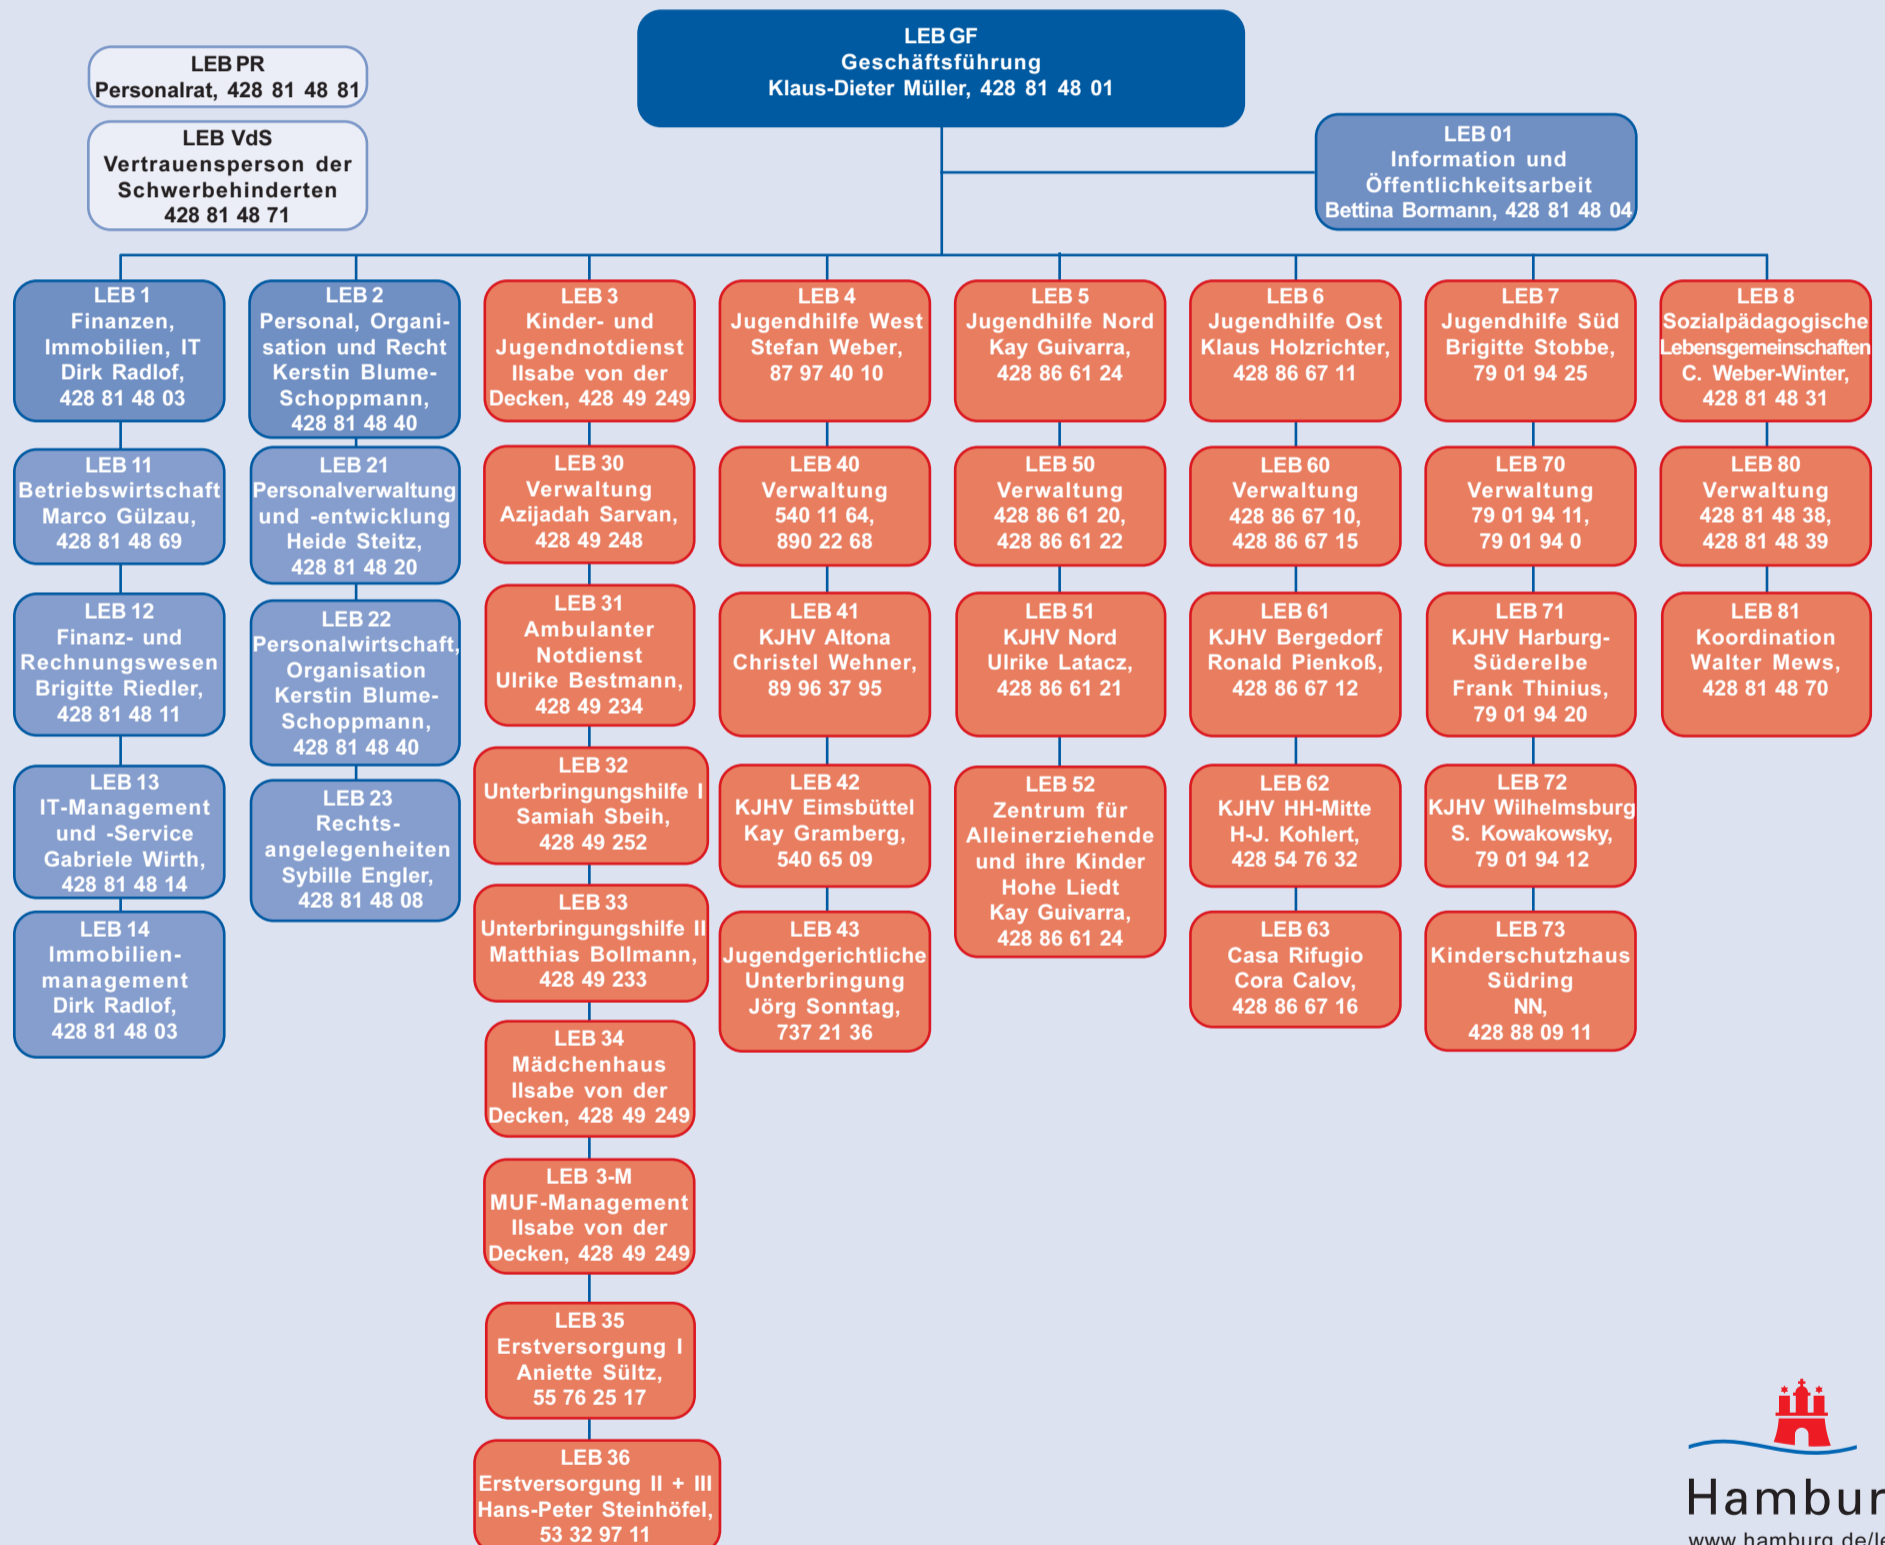 LEB GF
Geschäftsführung
Klaus-Dieter Müller, 428 81 48 01
LEB PR
Personalrat, 428 81 48 81
LEB VdS
Vertrauensperson der
Schwerbehinderten
428 81 48 71
LEB 01
Information und
Öffentlichkeitsarbeit
Bettina Bormann, 428 81 48 04
LEB 1
Finanzen,
Immobilien, IT
Dirk Radlof,
428 81 48 03
LEB 11
Betriebswirtschaft
Marco Gülzau,
428 81 48 69
LEB 12
Finanz- und
Rechnungswesen
Brigitte Riedler,
428 81 48 11
LEB 13
IT-Management
und -Service
Gabriele Wirth,
428 81 48 14
LEB 14
Immobilien-
management
Dirk Radlof,
428 81 48 03
LEB 2
Personal, Organi-
sation und Recht
Kerstin Blume-
Schoppmann,
428 81 48 40
LEB 21
Personalverwaltung
und -entwicklung
Heide Steitz,
428 81 48 20
LEB 22
Personalwirtschaft,
Organisation
Kerstin Blume-
Schoppmann,
428 81 48 40
LEB 23
Rechts-
angelegenheiten
Sybille Engler,
428 81 48 08
LEB 3
Kinder- und
Jugendnotdienst
Ilsabe von der
Decken, 428 49 249
LEB 30
Verwaltung
Azijadah Sarvan,
428 49 248
LEB 31
Ambulanter
Notdienst
Ulrike Bestmann,
428 49 234
LEB 32
Unterbringungshilfe I
Samiah Sbeih,
428 49 252
LEB 33
Unterbringungshilfe II
Matthias Bollmann,
428 49 233
LEB 34
Mädchenhaus
Ilsabe von der
Decken, 428 49 249
LEB 3-M
MUF-Management
Ilsabe von der
Decken, 428 49 249
LEB 35
Erstversorgung I
Aniette Sültz,
55 76 25 17
LEB 36
Erstversorgung II + III
Hans-Peter Steinhöfel,
53 32 97 11
LEB 4
Jugendhilfe West
Stefan Weber,
87 97 40 10
LEB 40
Verwaltung
540 11 64,
890 22 68
LEB 41
KJHV Altona
Christel Wehner,
89 96 37 95
LEB 42
KJHV Eimsbüttel
Kay Gramberg,
540 65 09
LEB 43
Jugendgerichtliche
Unterbringung
Jörg Sonntag,
737 21 36
LEB 5
Jugendhilfe Nord
Kay Guivarra,
428 86 61 24
LEB 50
Verwaltung
428 86 61 20,
428 86 61 22
LEB 51
KJHV Nord
Ulrike Latacz,
428 86 61 21
LEB 52
Zentrum für
Alleinerziehende
und ihre Kinder
Hohe Liedt
Kay Guivarra,
428 86 61 24
LEB 6
Jugendhilfe Ost
Klaus Holzrichter,
428 86 67 11
LEB 60
Verwaltung
428 86 67 10,
428 86 67 15
LEB 61
KJHV Bergedorf
Ronald Pienkoß,
428 86 67 12
LEB 62
KJHV HH-Mitte
H-J. Kohlert,
428 54 76 32
LEB 63
Casa Rifugio
Cora Calov,
428 86 67 16
LEB 7
Jugendhilfe Süd
Brigitte Stobbe,
79 01 94 25
LEB 70
Verwaltung
79 01 94 11,
79 01 94 0
LEB 71
KJHV Harburg-
Süderelbe
Frank Thinius,
79 01 94 20
LEB 72
KJHV Wilhelmsburg
S. Kowakowsky,
79 01 94 12
LEB 73
Kinderschutzhaus
Südring
NN,
428 88 09 11
LEB 8
Sozialpädagogische
Lebensgemeinschaften
C. Weber-Winter,
428 81 48 31
LEB 80
Verwaltung
428 81 48 38,
428 81 48 39
LEB 81
Koordination
Walter Mews,
428 81 48 70
Hambur
www.hamburg.de/le